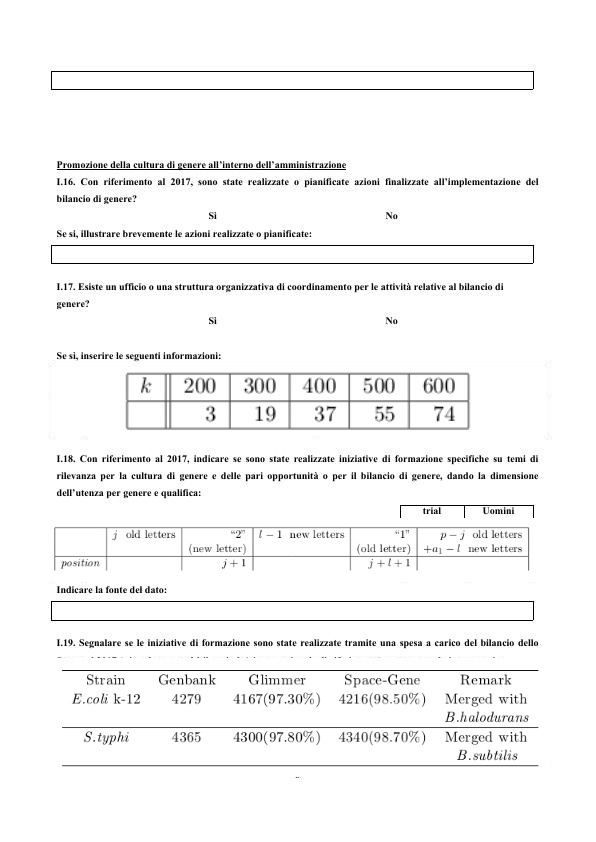 Promozione della cultura di genere all'interno dell'amministrazione
I.16. Con riferimento al 2017, sono state realizzate o pianificate azioni finalizzate all'implementazione del
bilancio di genere?
Sì No
Se sì, illustrare brevemente le azioni realizzate o pianificate:
I.17. Esiste un ufficio o una struttura organizzativa di coordinamento per le attività relative al bilancio di
genere?
Sì No
Se sì, inserire le seguenti informazioni:
k 200 300 400 500 600
3 19 37 55 74
I.18. Con riferimento al 2017, indicare se sono state realizzate iniziative di formazione specifiche su temi di
rilevanza per la cultura di genere e delle pari opportunità o per il bilancio di genere, dando la dimensione
dell'utenza per genere e qualifica:
trial Uomini
j old letters "2" l − 1 new letters "1" p − j old letters
(new letter) (old letter) +a₁ − l new letters
position j + 1 j + l + 1
Indicare la fonte del dato:
I.19. Segnalare se le iniziative di formazione sono state realizzate tramite una spesa a carico del bilancio dello
Strain Genbank Glimmer Space-Gene Remark
E.coli k-12 4279 4167(97.30%) 4216(98.50%) Merged with
B.halodurans
S.typhi 4365 4300(97.80%) 4340(98.70%) Merged with
B.subtilis